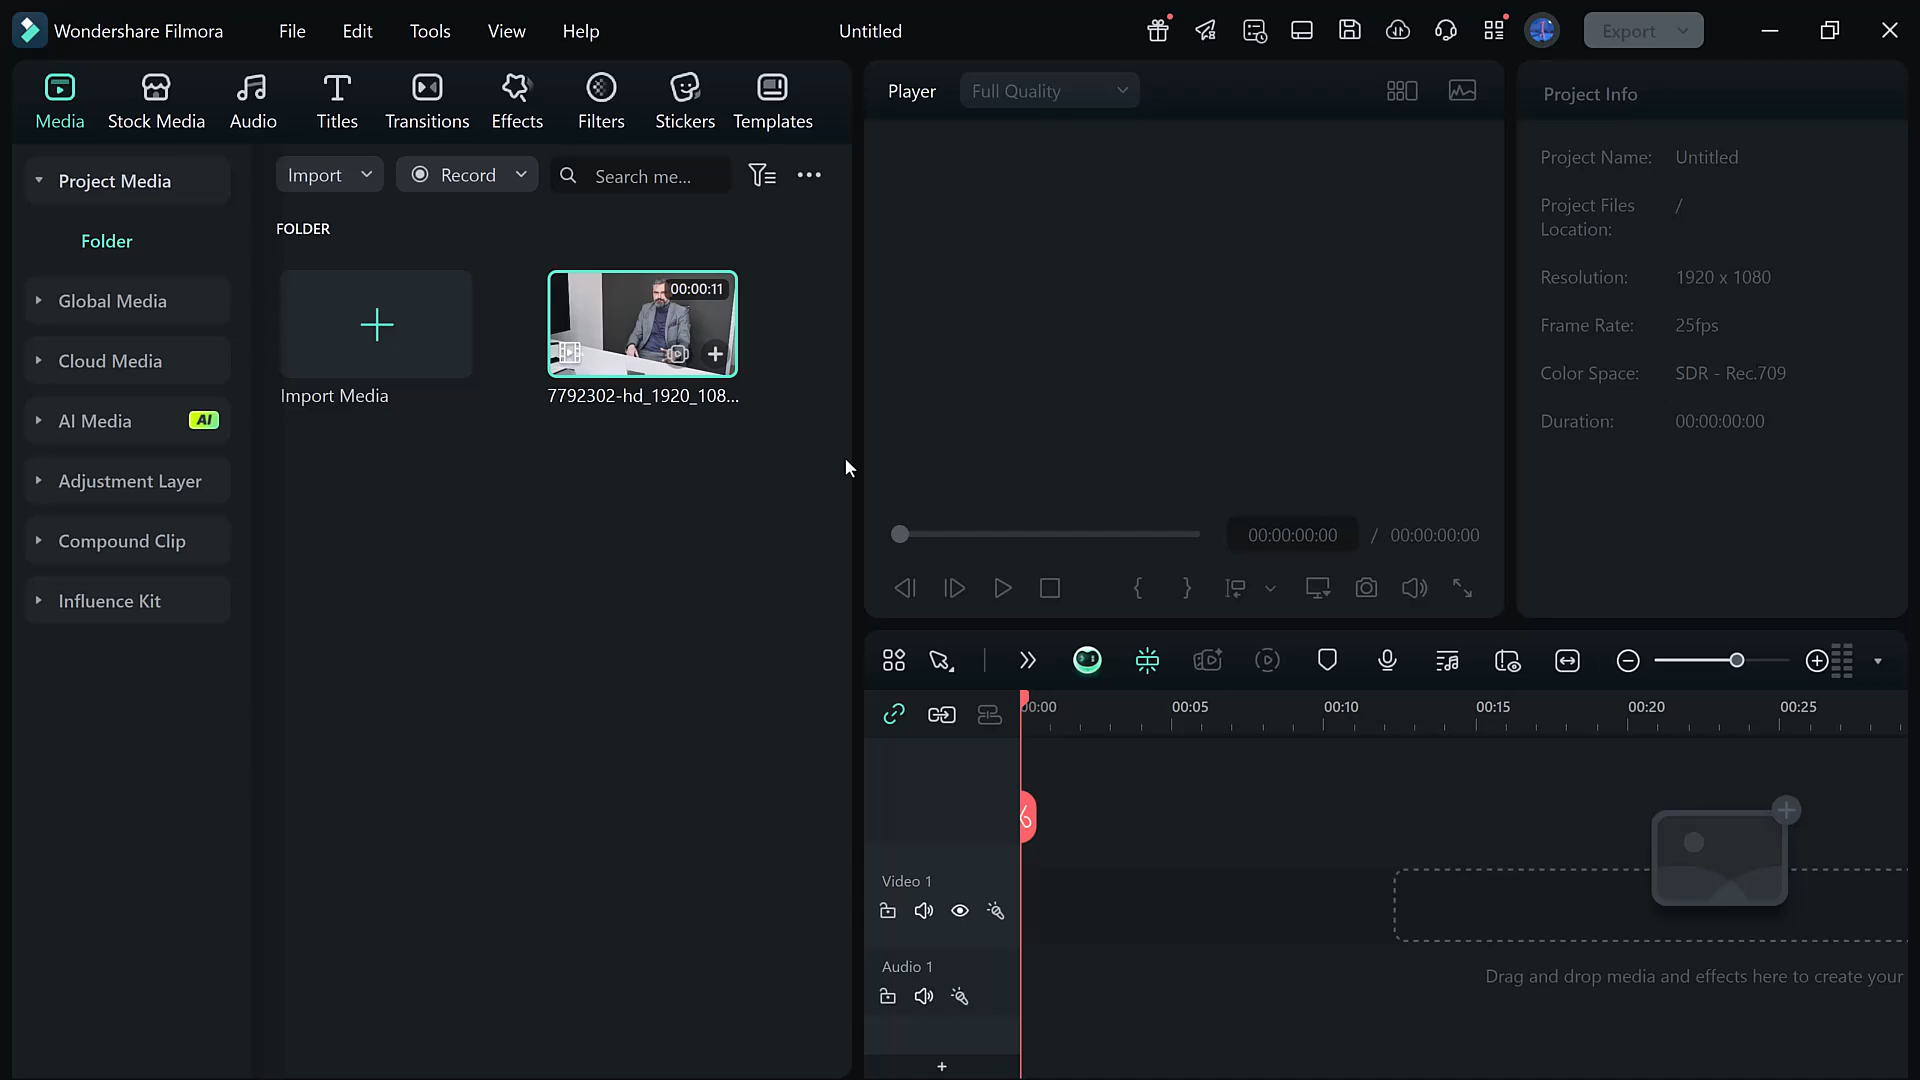 Wondershare Filmora
File
Edit
Tools
View
Help
Untitled
Export
Media
Stock Media
Audio
Titles
Transitions
Effects
Filters
Stickers
Templates
Player
Full Quality
Project Info
Project Media
Folder
Global Media
Cloud Media
AI Media
AI
Adjustment Layer
Compound Clip
Influence Kit
Import
Record
Search me...
FOLDER
Import Media
00:00:11
7792302-hd_1920_108...
Project Name: Untitled
Project Files /
Location:
Resolution: 1920 x 1080
Frame Rate: 25fps
Color Space: SDR - Rec.709
Duration: 00:00:00:00
00:00:00:00 / 00:00:00:00
00:00
00:05
00:10
00:15
00:20
00:25
Video 1
Audio 1
Drag and drop media and effects here to create your